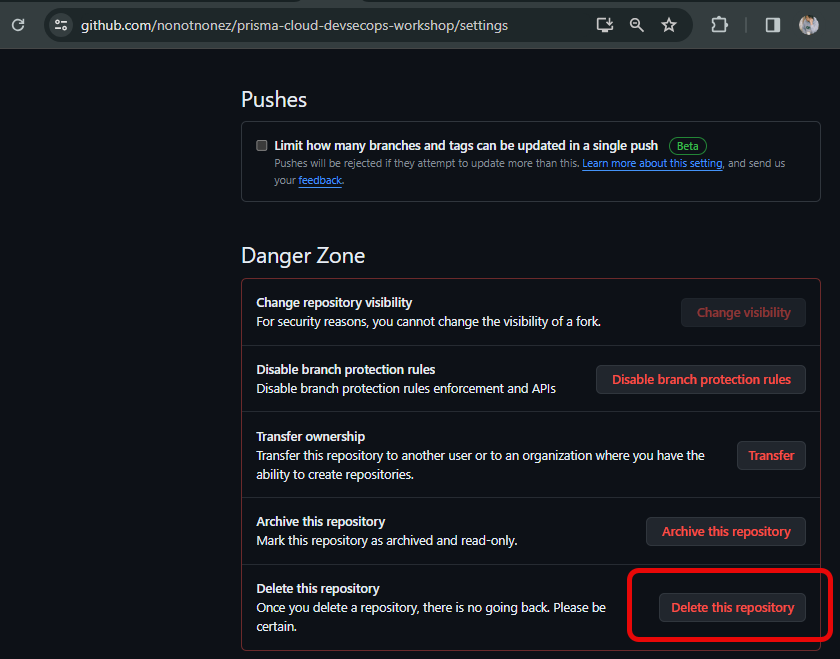 github.com/nonotnonez/prisma-cloud-devsecops-workshop/settings
Pushes
Limit how many branches and tags can be updated in a single push Beta
Pushes will be rejected if they attempt to update more than this. Learn more about this setting, and send us
your feedback.
Danger Zone
Change repository visibility
For security reasons, you cannot change the visibility of a fork.
Change visibility
Disable branch protection rules
Disable branch protection rules enforcement and APIs
Disable branch protection rules
Transfer ownership
Transfer this repository to another user or to an organization where you have the
ability to create repositories.
Transfer
Archive this repository
Mark this repository as archived and read-only.
Archive this repository
Delete this repository
Once you delete a repository, there is no going back. Please be
certain.
Delete this repository